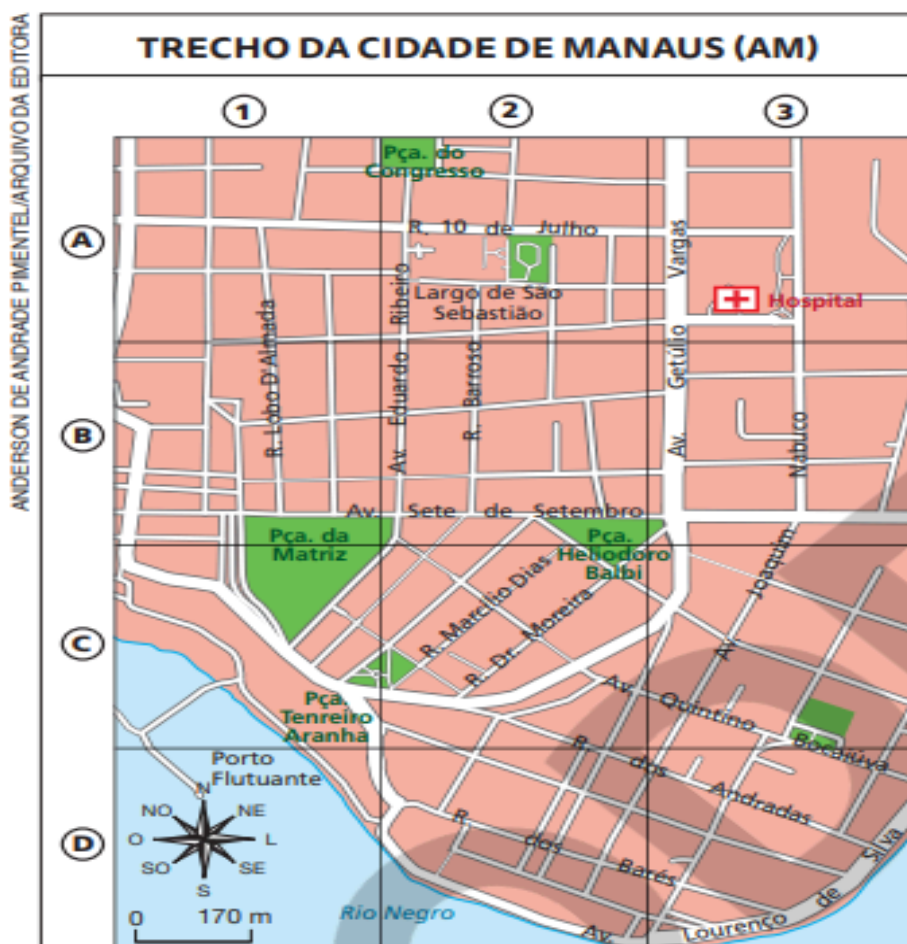 ANDERSON DE ANDRADE PIMENTEL/ARQUIVO DA EDITORA
TRECHO DA CIDADE DE MANAUS (AM)
1
2
3
A
B
C
D
Pça. do
Congresso
R. 10 de Julho
Largo de São
Sebastião
Hospital
R. Lobo D'Almada
Av. Eduardo Ribeiro
R. Barroso
Av. Getúlio Vargas
Av. Joaquim Nabuco
Av. Sete de Setembro
Pça. da
Matriz
Pça.
Heliodoro
Balbi
R. Marcílio Dias
R. Dr. Moreira
Pça.
Tenreiro
Aranha
Av. Quintino Bocaiúva
R. dos Andradas
R. dos Barés
Av. Lourenço de Silva
Porto
Flutuante
N
NO
NE
O
L
SO
SE
S
0 170 m
Rio Negro